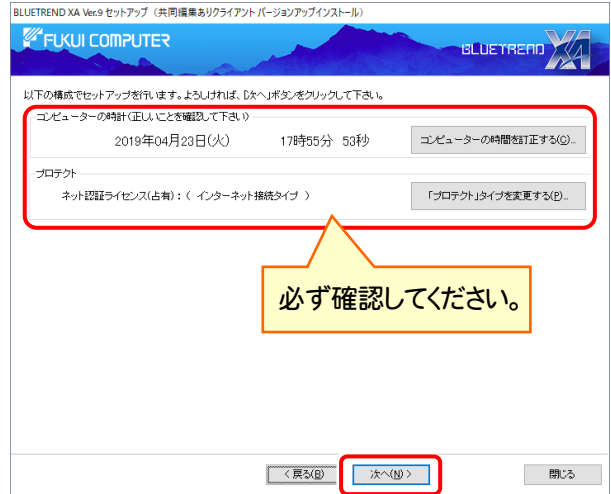 BLUETREND XA Ver.9 セットアップ（共同編集ありクライアント バージョンアップインストール）
FUKUI COMPUTER
BLUETREND XA
以下の構成でセットアップを行います。よろしければ、[次へ]ボタンをクリックして下さい。
コンピューターの時計(正しいことを確認して下さい)
2019年04月23日(火) 17時55分 53秒 コンピューターの時間を訂正する(C)...
プロテクト
ネット認証ライセンス(占有)：( インターネット接続タイプ ) 「プロテクト」タイプを変更する(P)...
必ず確認してください。
< 戻る(B) 次へ(N) > 閉じる